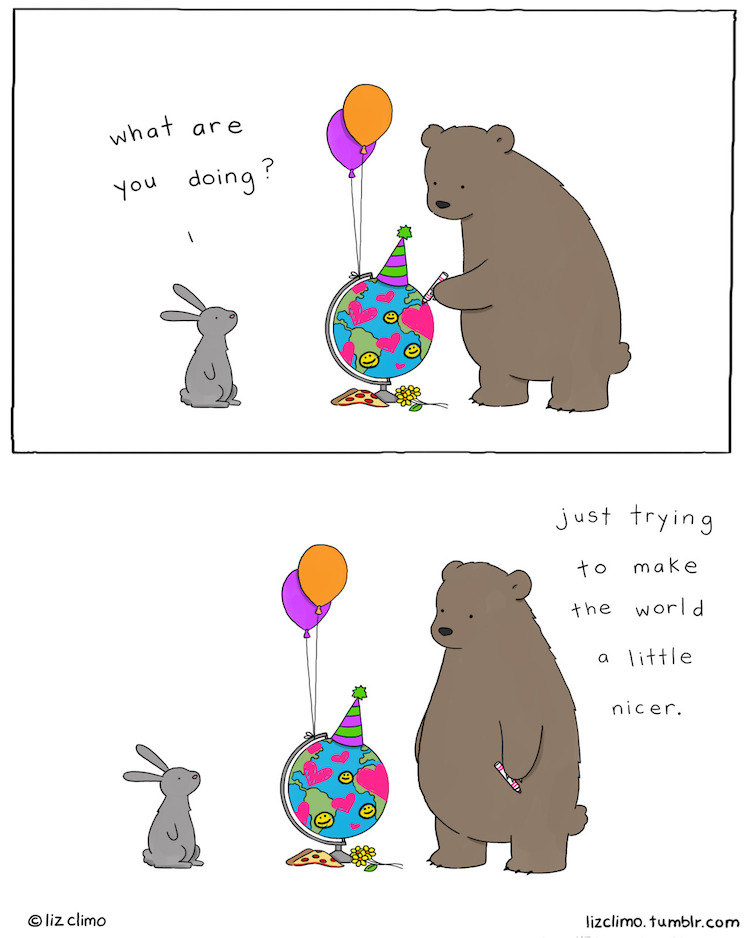 what are
you doing?
just trying
to make
the world
a little
nicer.
© liz climo
lizclimo.tumblr.com